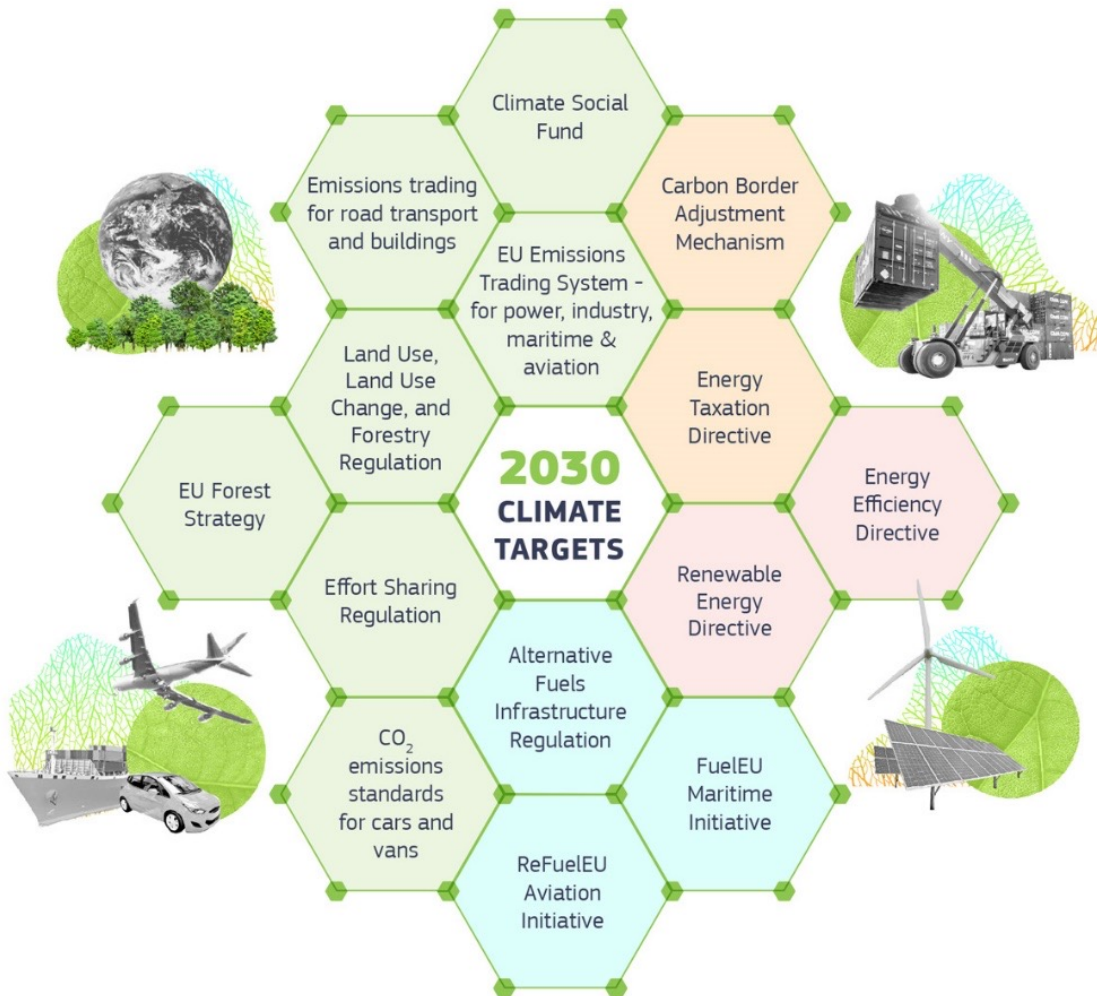 Climate Social
Fund
Emissions trading
for road transport
and buildings
Carbon Border
Adjustment
Mechanism
EU Emissions
Trading System -
for power, industry,
maritime &
aviation
Land Use,
Land Use
Change, and
Forestry
Regulation
Energy
Taxation
Directive
EU Forest
Strategy
2030
CLIMATE
TARGETS
Energy
Efficiency
Directive
Effort Sharing
Regulation
Renewable
Energy
Directive
Alternative
Fuels
Infrastructure
Regulation
CO₂
emissions
standards
for cars and
vans
FuelEU
Maritime
Initiative
ReFuelEU
Aviation
Initiative